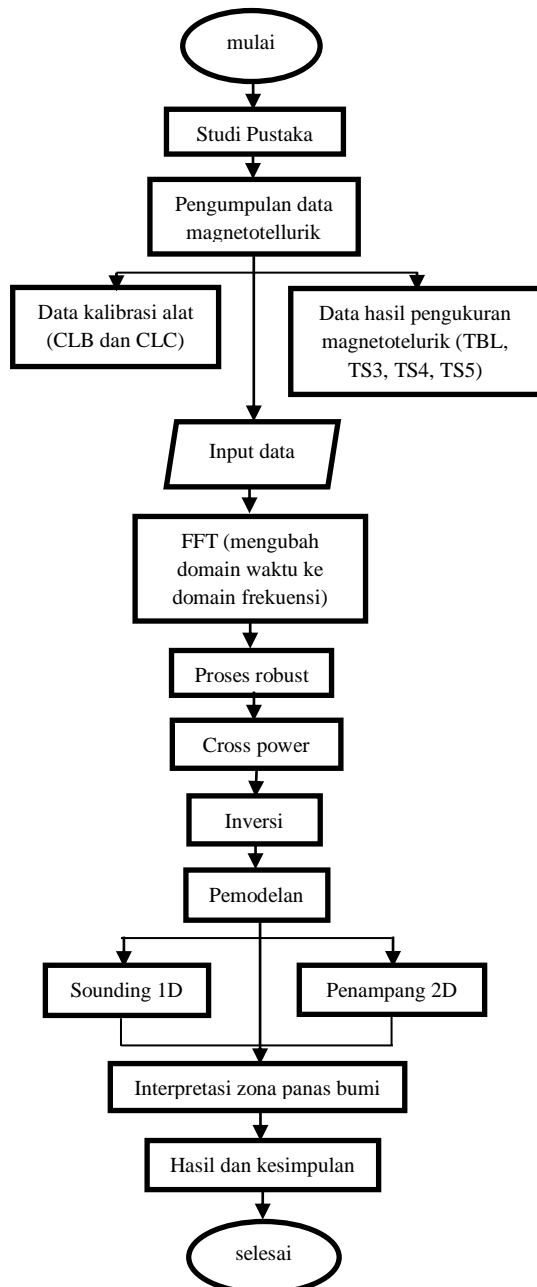 mulai
Studi Pustaka
Pengumpulan data
magnetotellurik
Data kalibrasi alat
(CLB dan CLC)
Data hasil pengukuran
magnetotelurik (TBL,
TS3, TS4, TS5)
Input data
FFT (mengubah
domain waktu ke
domain frekuensi)
Proses robust
Cross power
Inversi
Pemodelan
Sounding 1D
Penampang 2D
Interpretasi zona panas bumi
Hasil dan kesimpulan
selesai